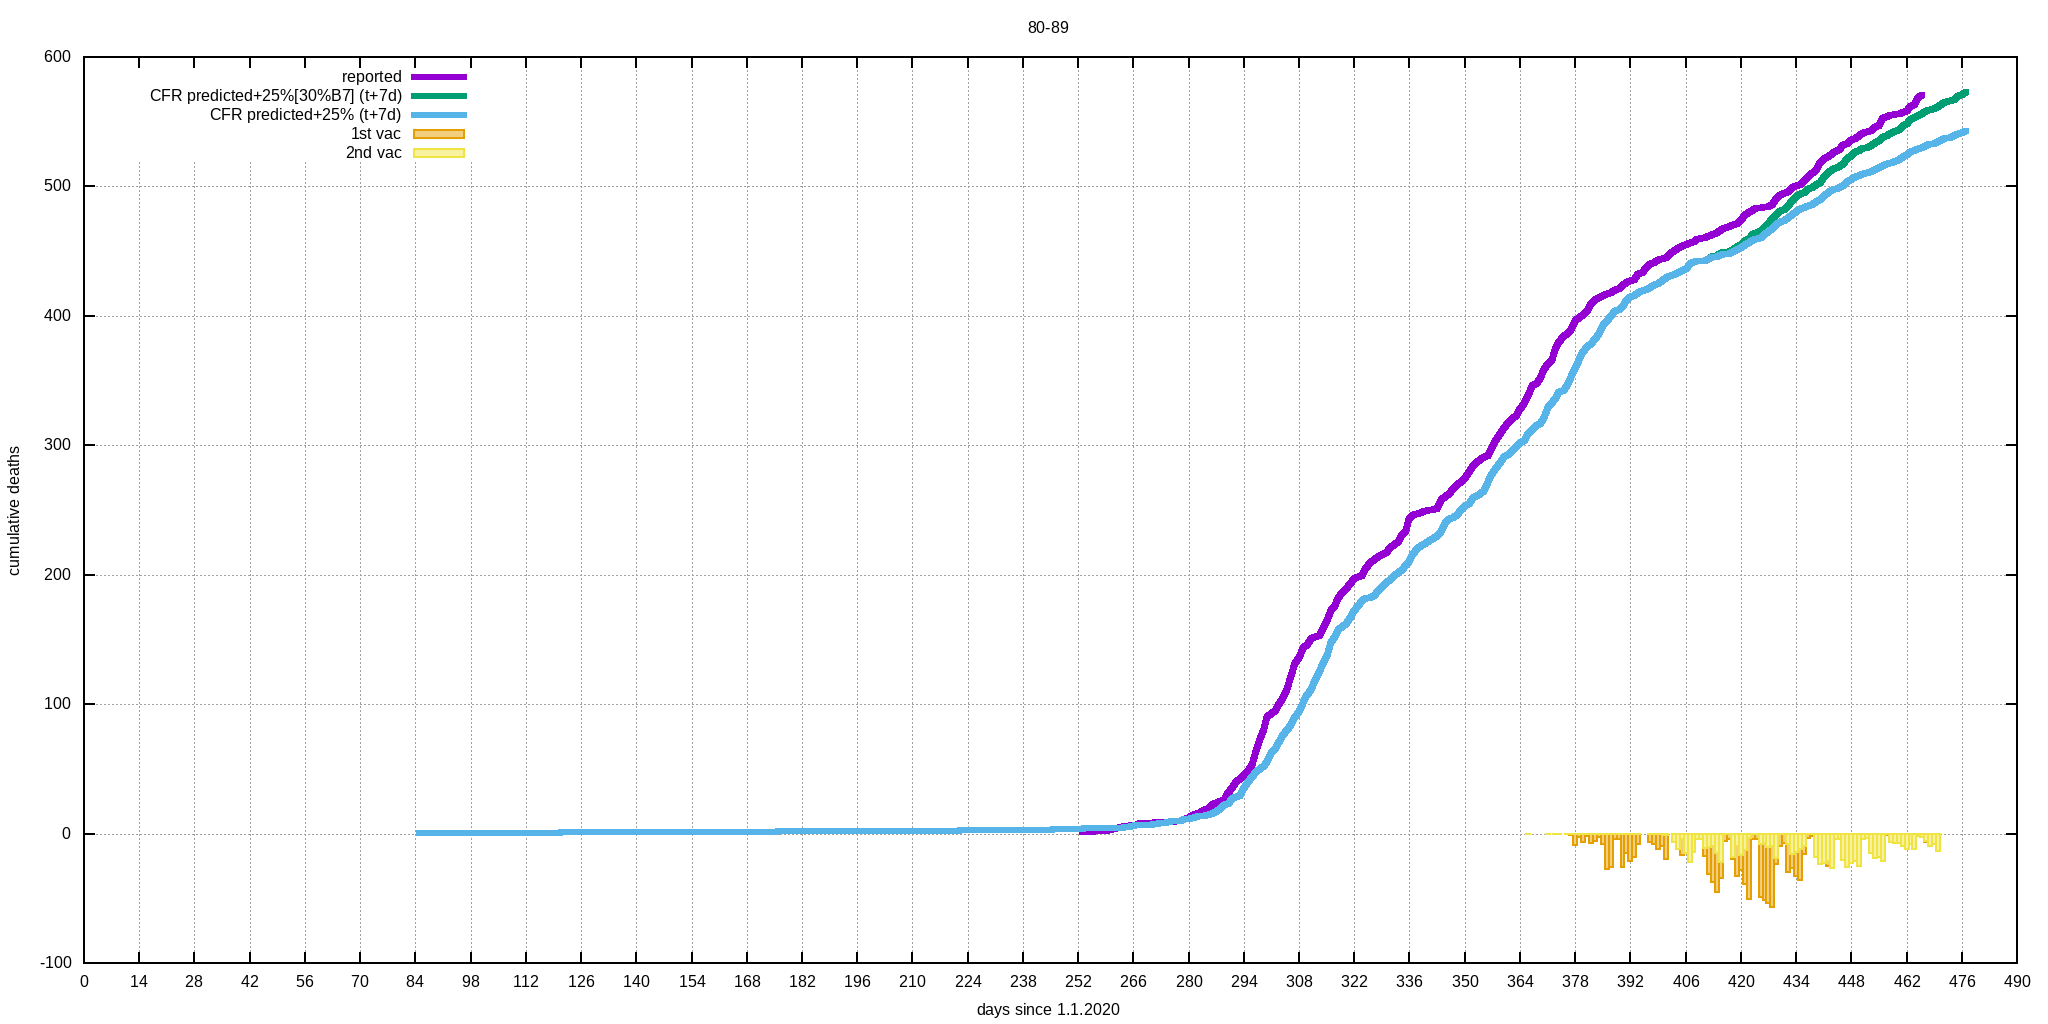 80-89
600
500
400
300
200
100
0
-100
cumulative deaths
reported
CFR predicted+25%[30%B7] (t+7d)
CFR predicted+25% (t+7d)
1st vac
2nd vac
0 14 28 42 56 70 84 98 112 126 140 154 168 182 196 210 224 238 252 266 280 294 308 322 336 350 364 378 392 406 420 434 448 462 476 490
days since 1.1.2020